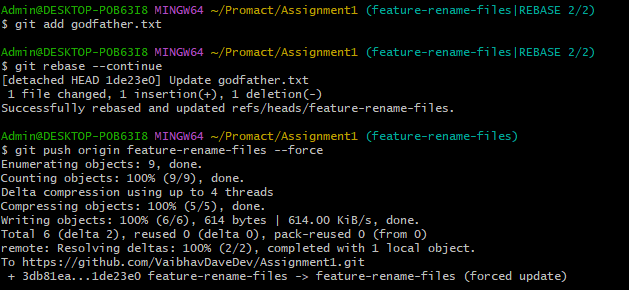 Admin@DESKTOP-POB63I8 MINGW64 ~/Promact/Assignment1 (feature-rename-files|REBASE 2/2)
$ git add godfather.txt
Admin@DESKTOP-POB63I8 MINGW64 ~/Promact/Assignment1 (feature-rename-files|REBASE 2/2)
$ git rebase --continue
[detached HEAD 1de23e0] Update godfather.txt
1 file changed, 1 insertion(+), 1 deletion(-)
Successfully rebased and updated refs/heads/feature-rename-files.
Admin@DESKTOP-POB63I8 MINGW64 ~/Promact/Assignment1 (feature-rename-files)
$ git push origin feature-rename-files --force
Enumerating objects: 9, done.
Counting objects: 100% (9/9), done.
Delta compression using up to 4 threads
Compressing objects: 100% (5/5), done.
Writing objects: 100% (6/6), 614 bytes | 614.00 KiB/s, done.
Total 6 (delta 2), reused 0 (delta 0), pack-reused 0 (from 0)
remote: Resolving deltas: 100% (2/2), completed with 1 local object.
To https://github.com/VaibhavDaveDev/Assignment1.git
+ 3db81ea...1de23e0 feature-rename-files -> feature-rename-files (forced update)